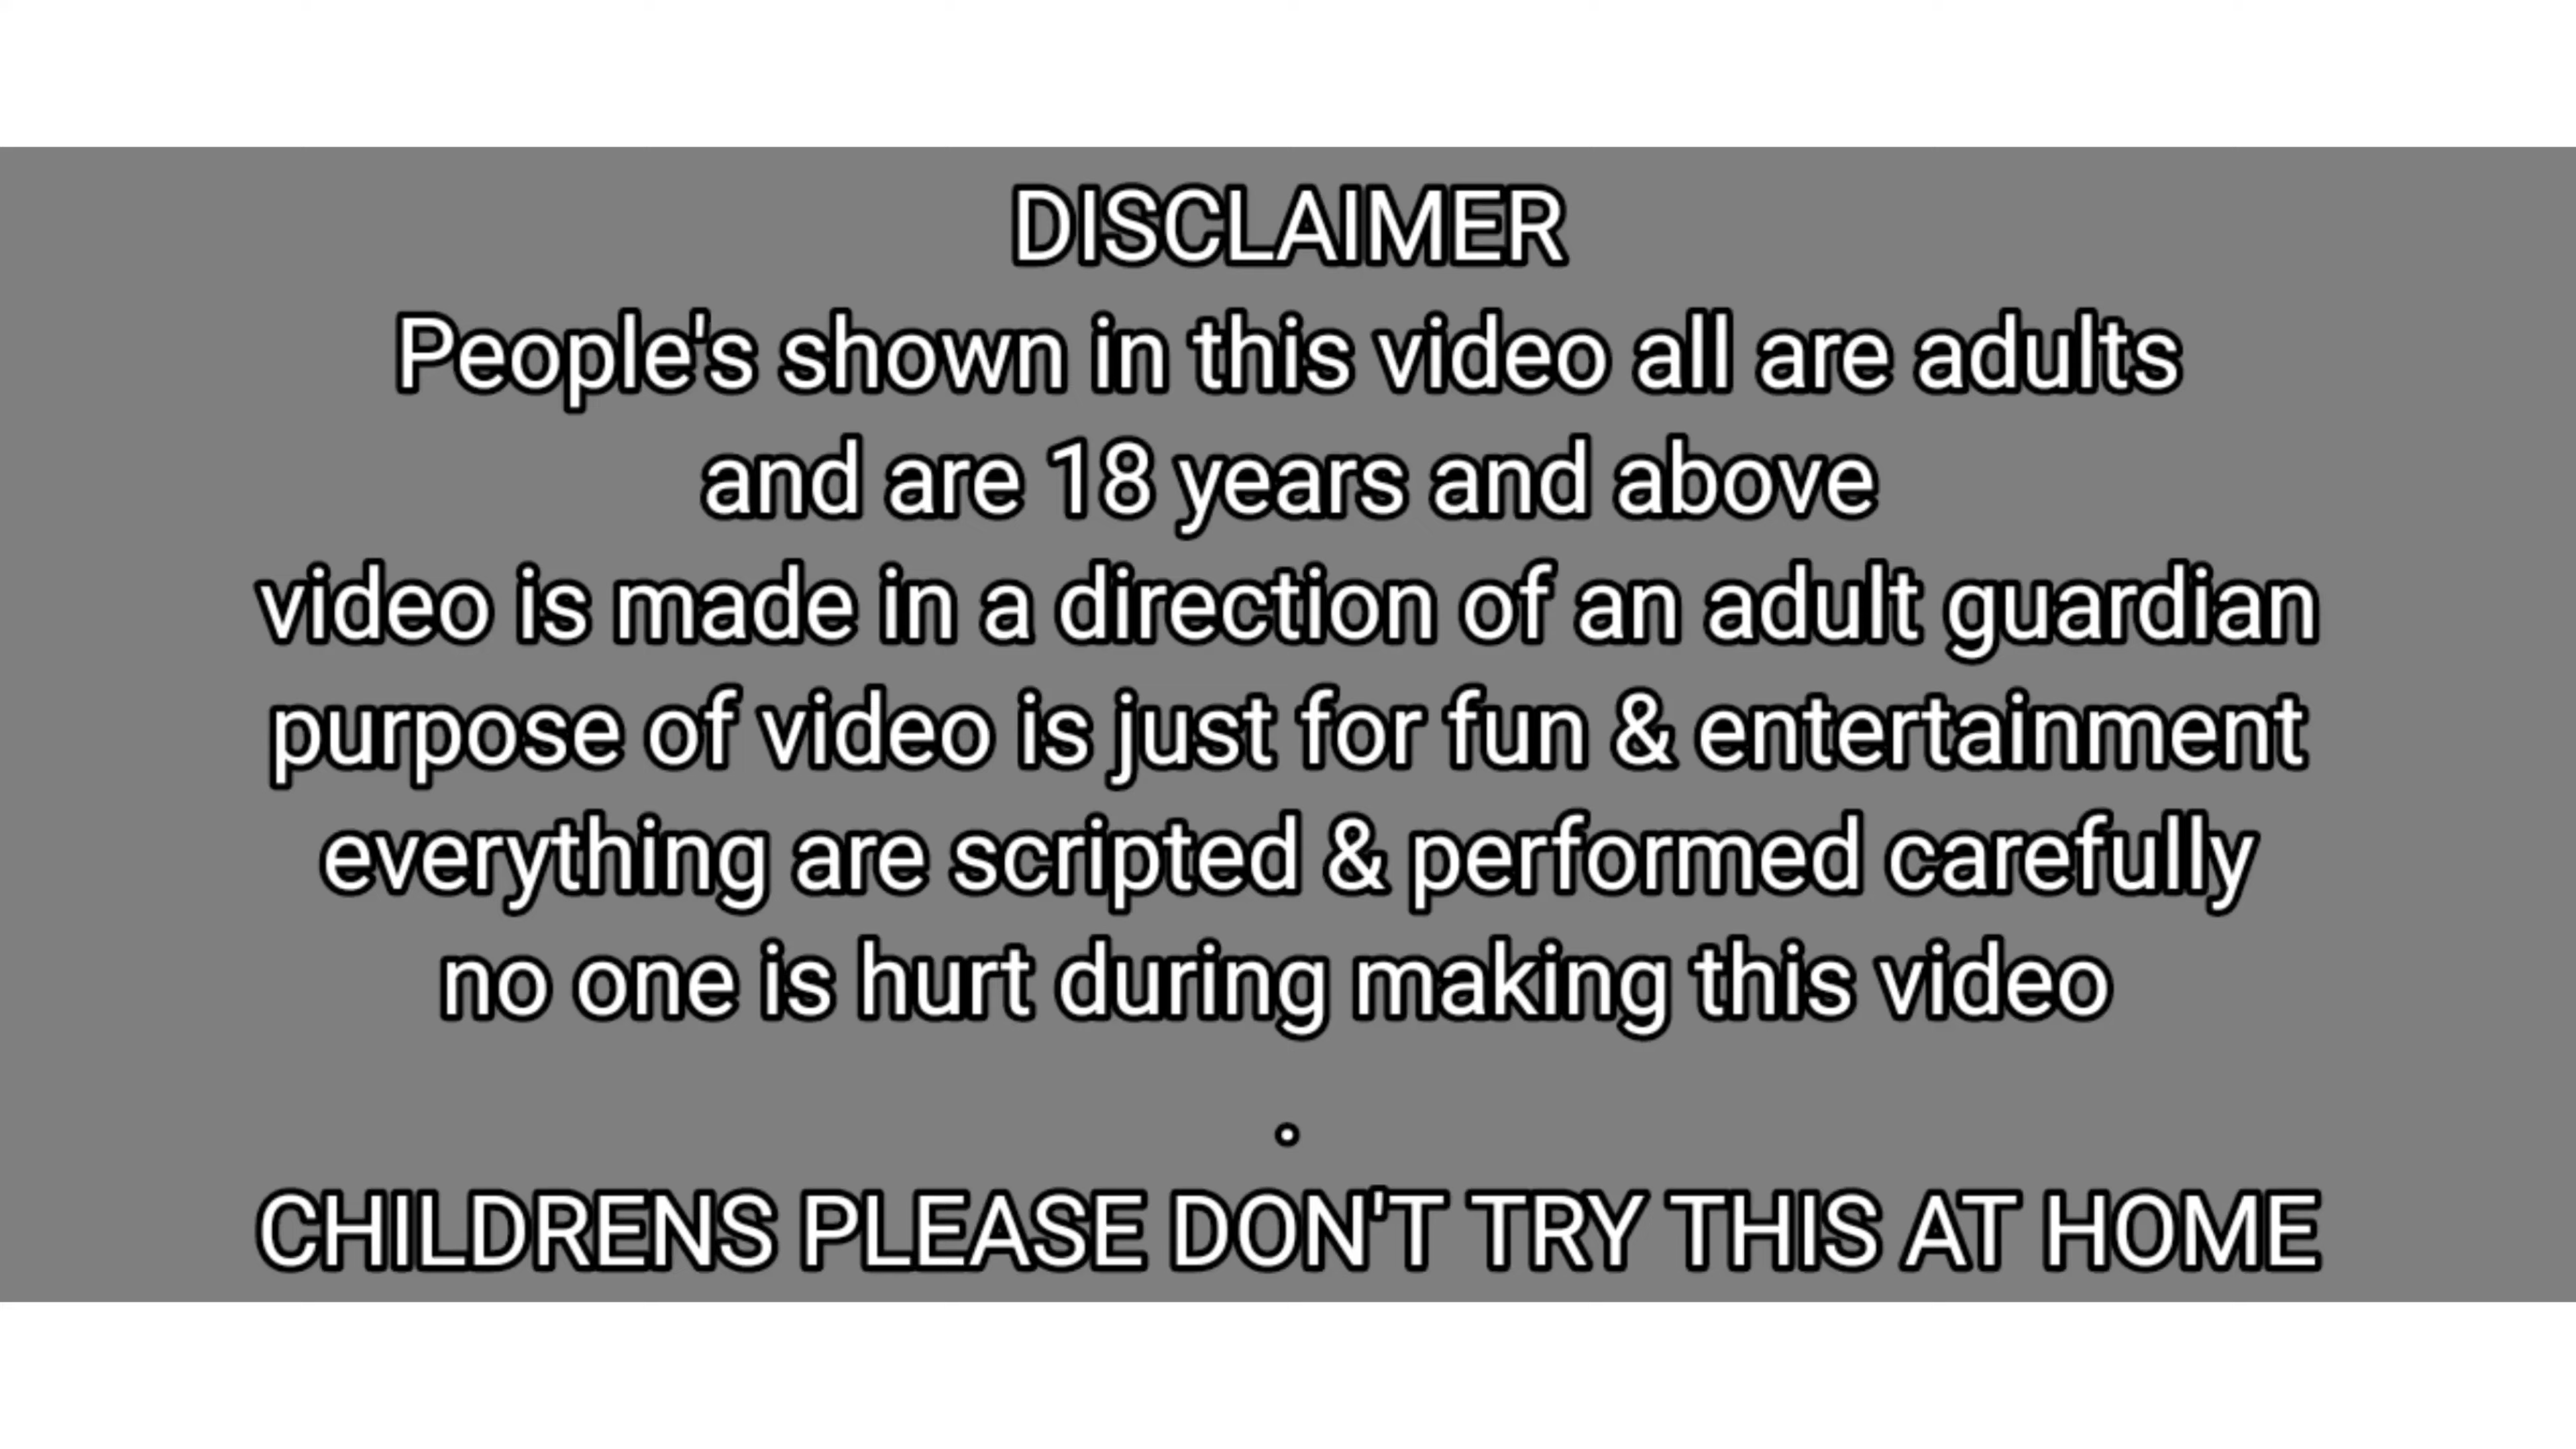 DISCLAIMER
People's shown in this video all are adults
and are 18 years and above
video is made in a direction of an adult guardian
purpose of video is just for fun & entertainment
everything are scripted & performed carefully
no one is hurt during making this video
.
CHILDRENS PLEASE DON'T TRY THIS AT HOME